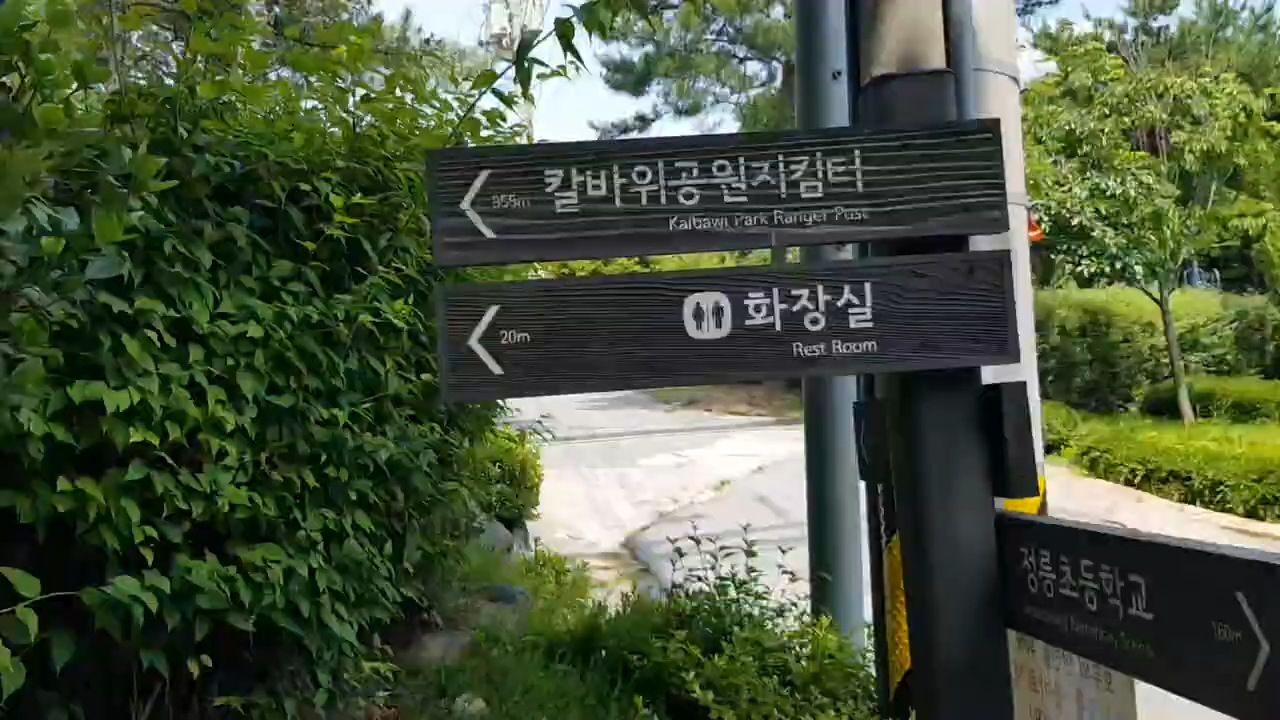 955m 칼바위공원지킴터
Kalbawi Park Ranger Post
20m 화장실
Rest Room
정릉초등학교
160m